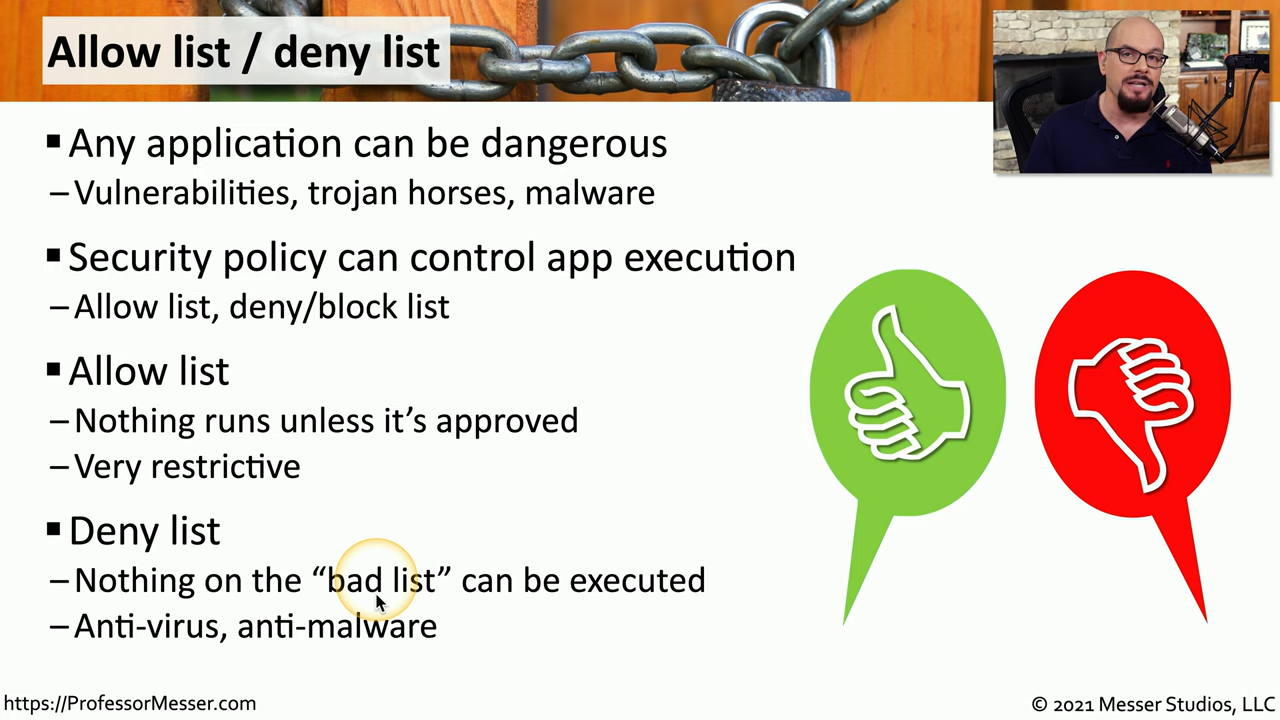 Allow list / deny list
▪Any application can be dangerous
–Vulnerabilities, trojan horses, malware
▪Security policy can control app execution
–Allow list, deny/block list
▪Allow list
–Nothing runs unless it’s approved
–Very restrictive
▪Deny list
–Nothing on the “bad list” can be executed
–Anti-virus, anti-malware
https://ProfessorMesser.com
© 2021 Messer Studios, LLC